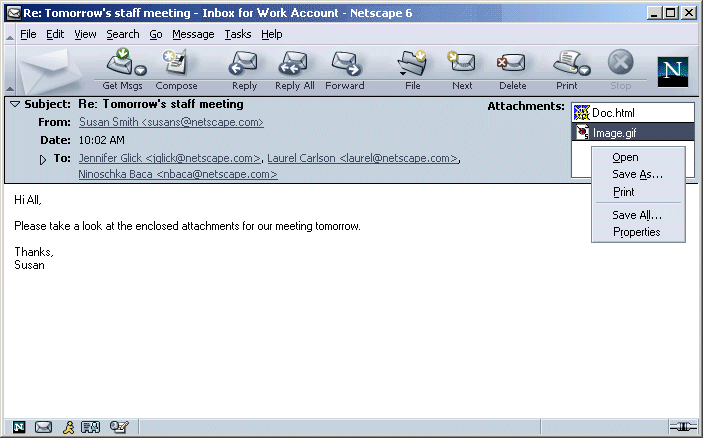 Re: Tomorrow's staff meeting - Inbox for Work Account - Netscape 6
File Edit View Search Go Message Tasks Help
Get Msgs Compose Reply Reply All Forward File Next Delete Print Stop
N
Subject: Re: Tomorrow's staff meeting
From: Susan Smith <susans@netscape.com>
Date: 10:02 AM
To: Jennifer Glick <jglick@netscape.com>, Laurel Carlson <laurel@netscape.com>,
Ninoschka Baca <nbaca@netscape.com>
Attachments: Doc.html
Image.gif
Open
Save As...
Print
Save All...
Properties
Hi All,
Please take a look at the enclosed attachments for our meeting tomorrow.
Thanks,
Susan
N